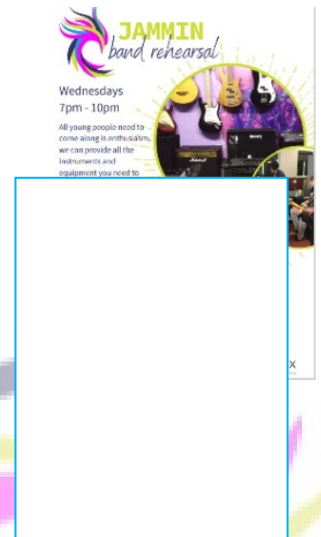 JAMMIN
band rehearsal
Wednesdays
7pm - 10pm
All young people need to
come along is enthusiasm,
we can provide all the
instruments and
equipment you need to
X